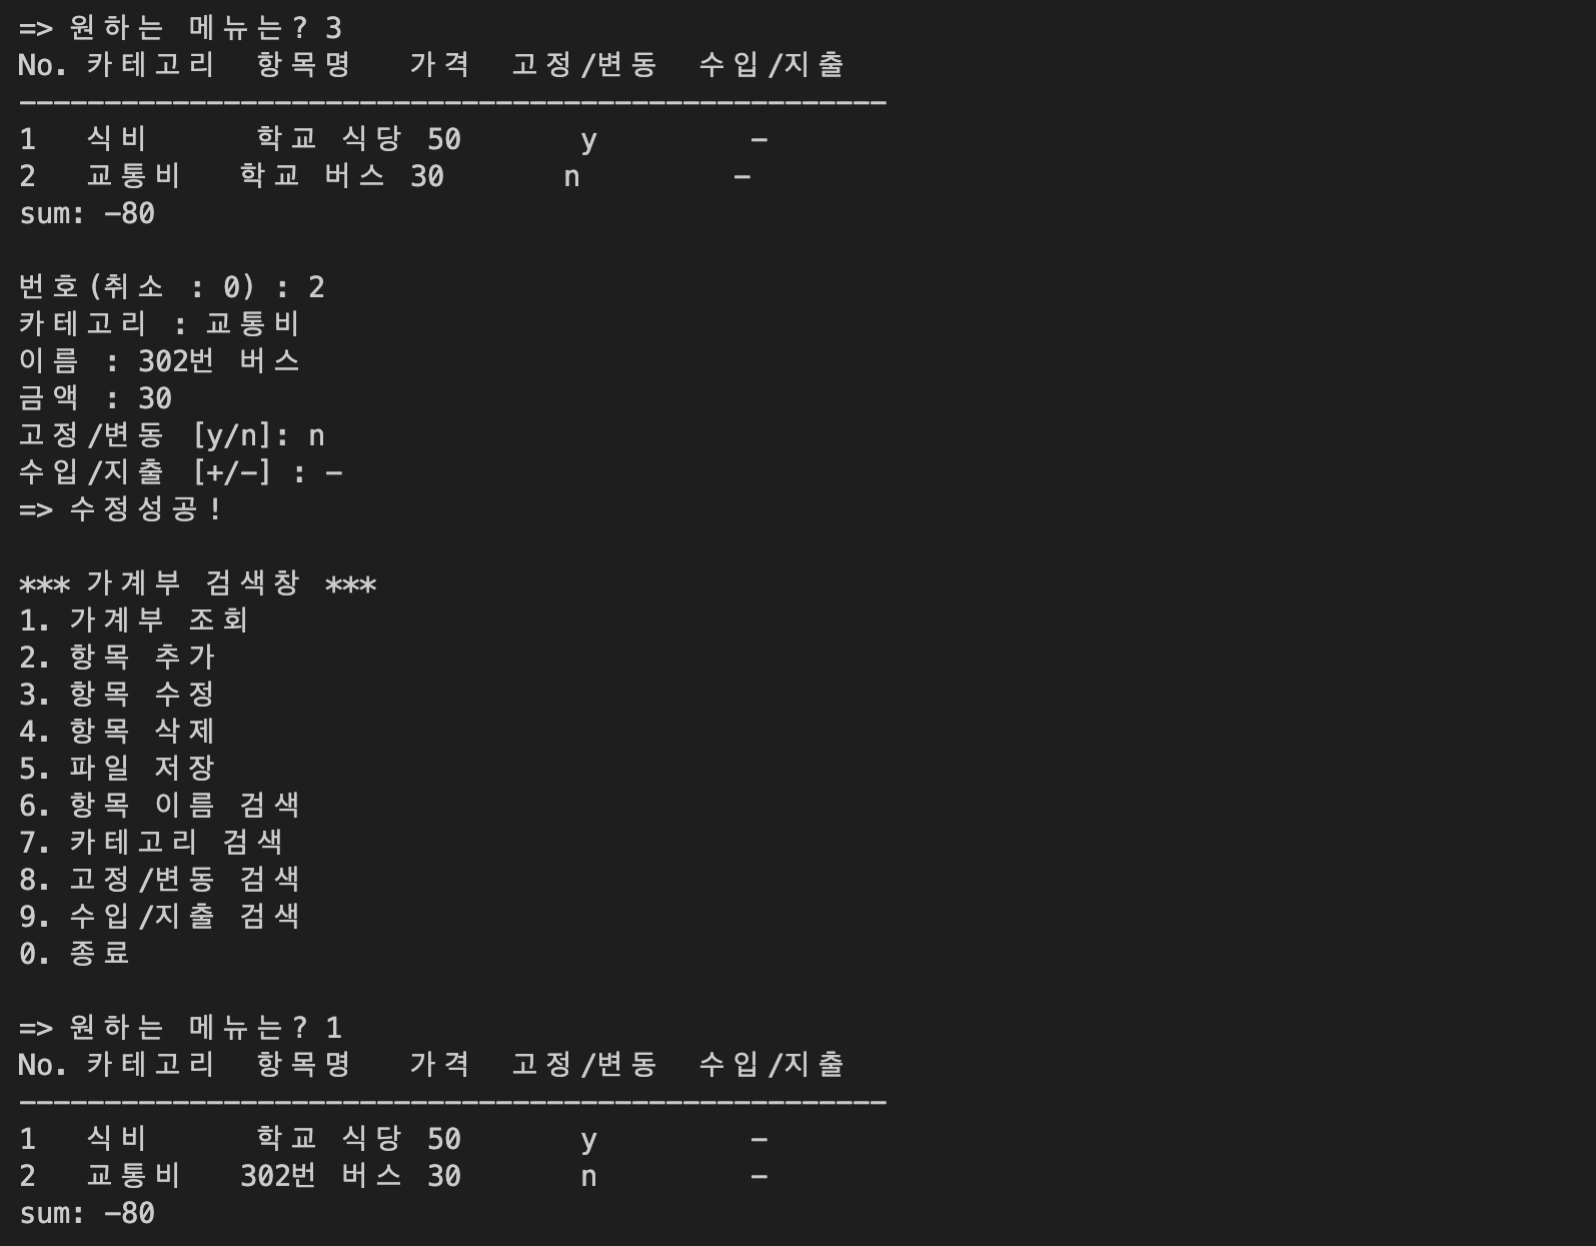 => 원하는 메뉴는? 3
No. 카테고리 항목명 가격 고정/변동 수입/지출
---------------------------------------------------
1 식비 학교 식당 50 y -
2 교통비 학교 버스 30 n -
sum: -80
번호(취소 : 0) : 2
카테고리 : 교통비
이름 : 302번 버스
금액 : 30
고정/변동 [y/n]: n
수입/지출 [+/-] : -
=> 수정성공!
*** 가계부 검색창 ***
1. 가계부 조회
2. 항목 추가
3. 항목 수정
4. 항목 삭제
5. 파일 저장
6. 항목 이름 검색
7. 카테고리 검색
8. 고정/변동 검색
9. 수입/지출 검색
0. 종료
=> 원하는 메뉴는? 1
No. 카테고리 항목명 가격 고정/변동 수입/지출
---------------------------------------------------
1 식비 학교 식당 50 y -
2 교통비 302번 버스 30 n -
sum: -80